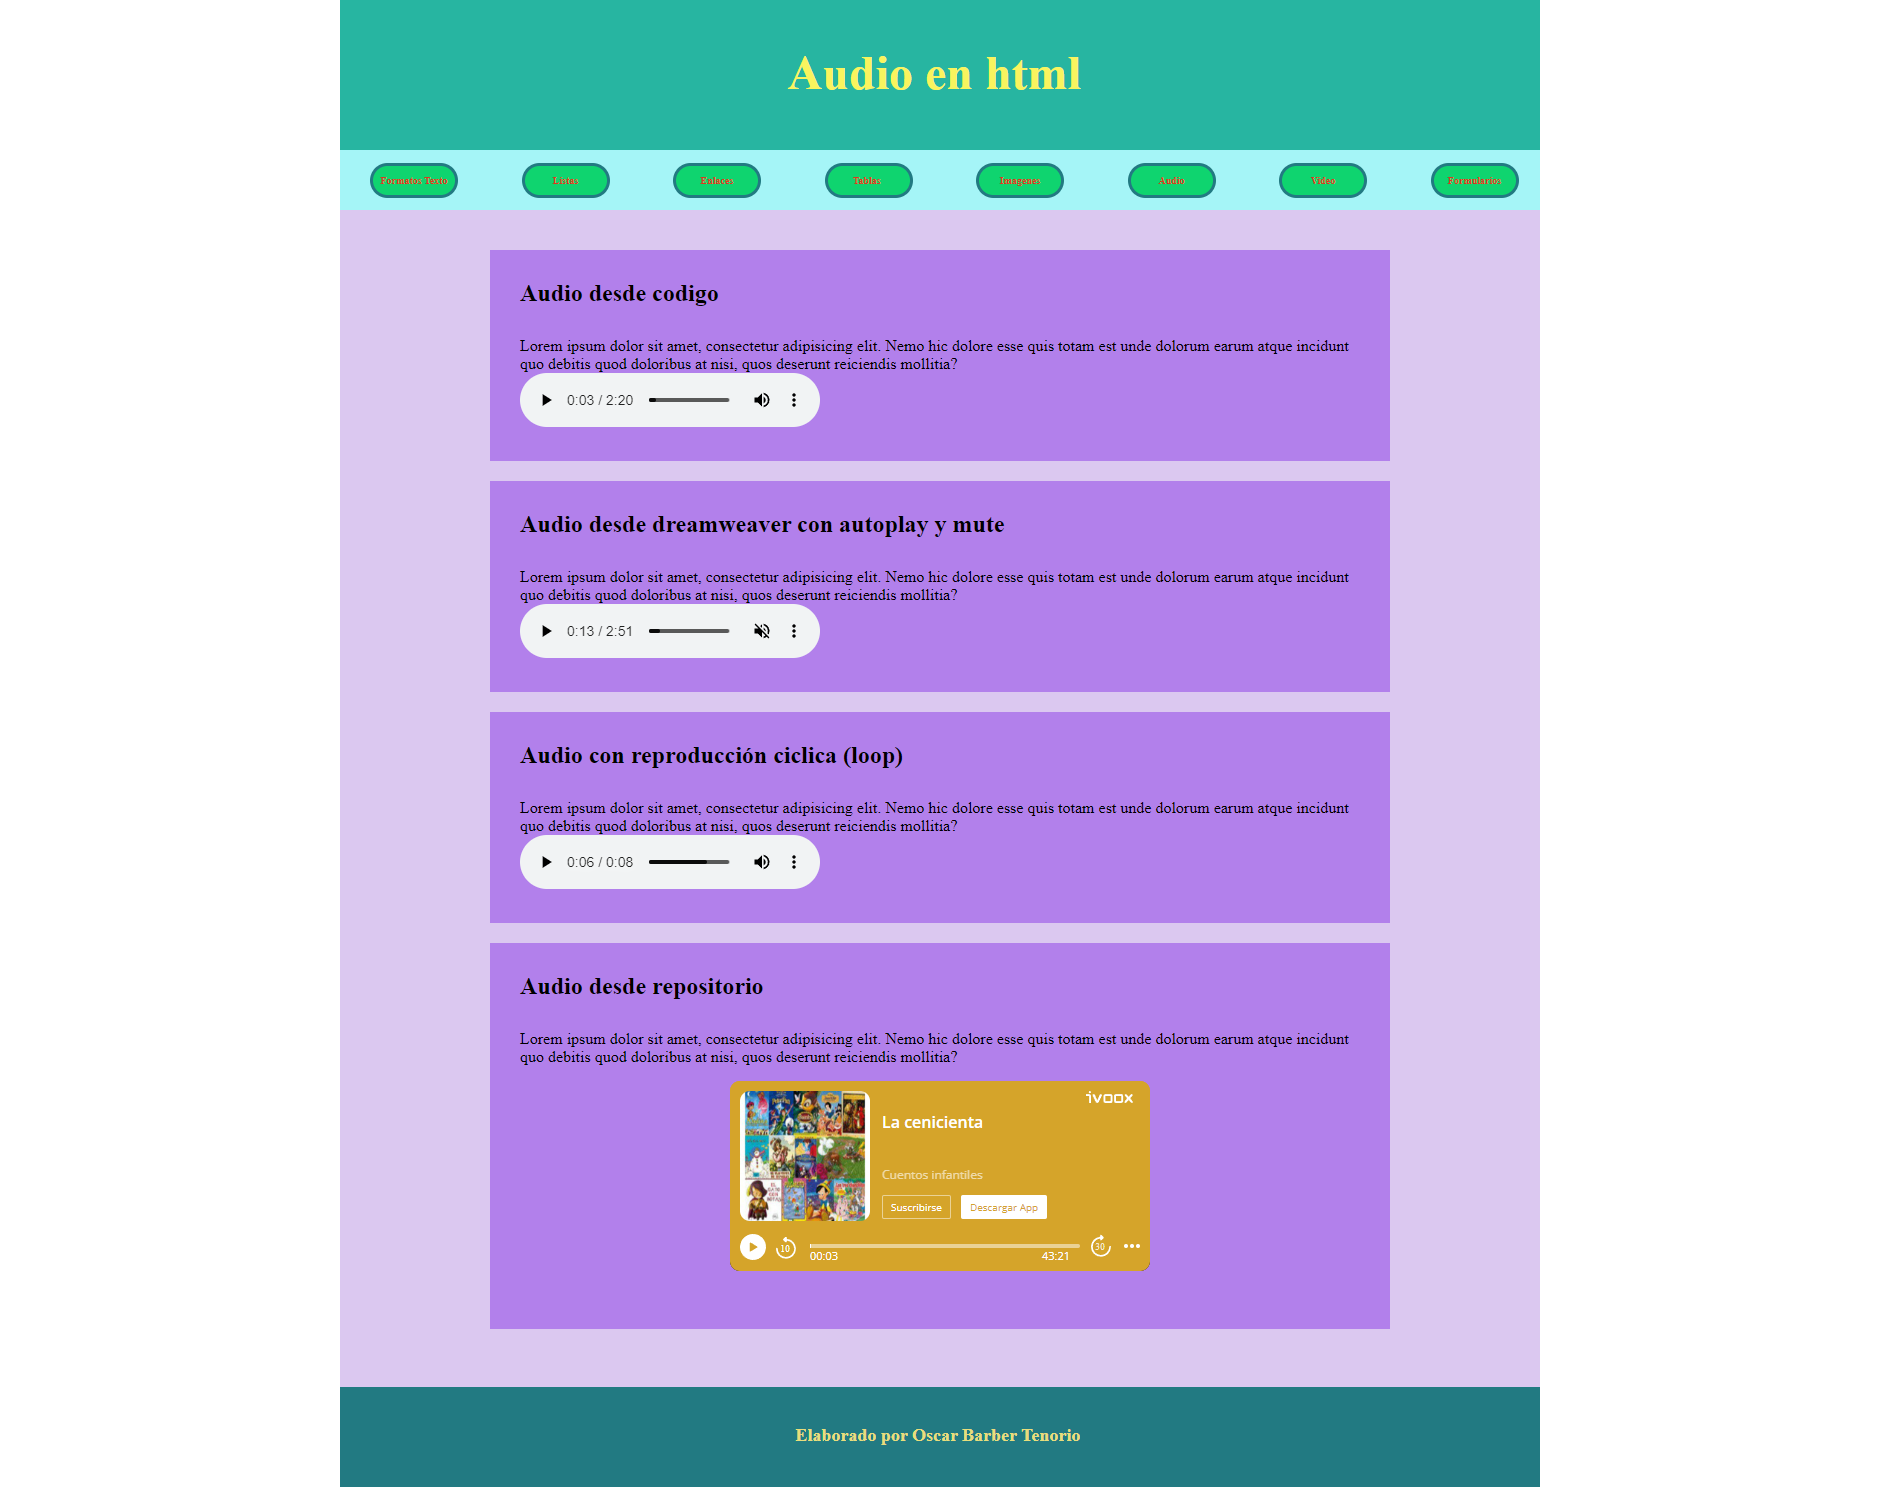 Audio en html
Formatos Texto Listas Enlaces Tablas Imagenes Audio Video Formularios
Audio desde codigo
Lorem ipsum dolor sit amet, consectetur adipisicing elit. Nemo hic dolore esse quis totam est unde dolorum earum atque incidunt
quo debitis quod doloribus at nisi, quos deserunt reiciendis mollitia?
0:03 / 2:20
Audio desde dreamweaver con autoplay y mute
Lorem ipsum dolor sit amet, consectetur adipisicing elit. Nemo hic dolore esse quis totam est unde dolorum earum atque incidunt
quo debitis quod doloribus at nisi, quos deserunt reiciendis mollitia?
0:13 / 2:51
Audio con reproducción ciclica (loop)
Lorem ipsum dolor sit amet, consectetur adipisicing elit. Nemo hic dolore esse quis totam est unde dolorum earum atque incidunt
quo debitis quod doloribus at nisi, quos deserunt reiciendis mollitia?
0:06 / 0:08
Audio desde repositorio
Lorem ipsum dolor sit amet, consectetur adipisicing elit. Nemo hic dolore esse quis totam est unde dolorum earum atque incidunt
quo debitis quod doloribus at nisi, quos deserunt reiciendis mollitia?
ivoox
La cenicienta
Cuentos infantiles
Suscribirse Descargar App
10 30
00:03 43:21
Elaborado por Oscar Barber Tenorio